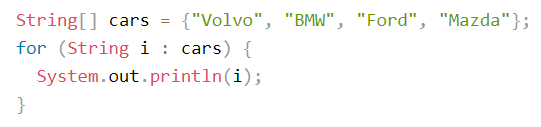 String[] cars = {"Volvo", "BMW", "Ford", "Mazda"};
for (String i : cars) {
  System.out.println(i);
}